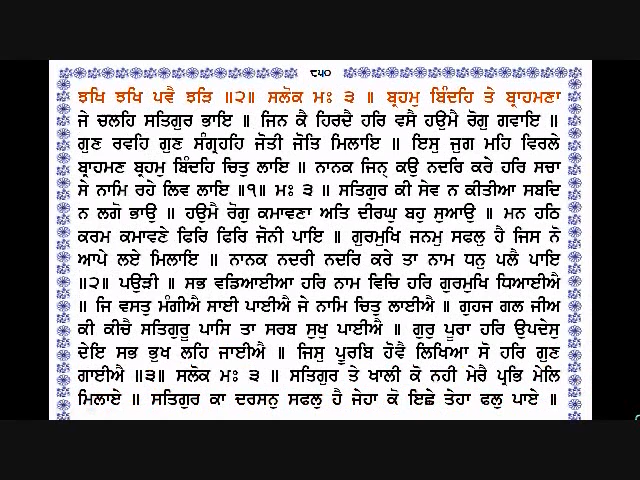 ੮੫੦
ਝਖਿ ਝਖਿ ਪਵੈ ਝੜਿ ॥੨॥ ਸਲੋਕ ਮਃ ੩ ॥ ਬ੍ਰਹਮੁ ਬਿੰਦਹਿ ਤੇ ਬ੍ਰਾਹਮਣਾ
ਜੇ ਚਲਹਿ ਸਤਿਗੁਰ ਭਾਇ ॥ ਜਿਨ ਕੈ ਹਿਰਦੈ ਹਰਿ ਵਸੈ ਹਉਮੈ ਰੋਗੁ ਗਵਾਇ ॥
ਗੁਣ ਰਵਹਿ ਗੁਣ ਸੰਗ੍ਰਹਹਿ ਜੋਤੀ ਜੋਤਿ ਮਿਲਾਇ ॥ ਇਸੁ ਜੁਗ ਮਹਿ ਵਿਰਲੇ
ਬ੍ਰਾਹਮਣ ਬ੍ਰਹਮੁ ਬਿੰਦਹਿ ਚਿਤੁ ਲਾਇ ॥ ਨਾਨਕ ਜਿਨ੍ ਕਉ ਨਦਰਿ ਕਰੇ ਹਰਿ ਸਚਾ
ਸੇ ਨਾਮਿ ਰਹੇ ਲਿਵ ਲਾਇ ॥੧॥ ਮਃ ੩ ॥ ਸਤਿਗੁਰ ਕੀ ਸੇਵ ਨ ਕੀਤੀਆ ਸਬਦਿ
ਨ ਲਗੋ ਭਾਉ ॥ ਹਉਮੈ ਰੋਗੁ ਕਮਾਵਣਾ ਅਤਿ ਦੀਰਘੁ ਬਹੁ ਸੁਆਉ ॥ ਮਨ ਹਠਿ
ਕਰਮ ਕਮਾਵਣੇ ਫਿਰਿ ਫਿਰਿ ਜੋਨੀ ਪਾਇ ॥ ਗੁਰਮੁਖਿ ਜਨਮੁ ਸਫਲੁ ਹੈ ਜਿਸ ਨੋ
ਆਪੇ ਲਏ ਮਿਲਾਇ ॥ ਨਾਨਕ ਨਦਰੀ ਨਦਰਿ ਕਰੇ ਤਾ ਨਾਮ ਧਨੁ ਪਲੈ ਪਾਇ
॥੨॥ ਪਉੜੀ ॥ ਸਭ ਵਡਿਆਈਆ ਹਰਿ ਨਾਮ ਵਿਚਿ ਹਰਿ ਗੁਰਮੁਖਿ ਧਿਆਈਐ
॥ ਜਿ ਵਸਤੁ ਮੰਗੀਐ ਸਾਈ ਪਾਈਐ ਜੇ ਨਾਮਿ ਚਿਤੁ ਲਾਈਐ ॥ ਗੁਹਜ ਗਲ ਜੀਅ
ਕੀ ਕੀਚੈ ਸਤਿਗੁਰੂ ਪਾਸਿ ਤਾ ਸਰਬ ਸੁਖੁ ਪਾਈਐ ॥ ਗੁਰੁ ਪੂਰਾ ਹਰਿ ਉਪਦੇਸੁ
ਦੇਇ ਸਭ ਭੁਖ ਲਹਿ ਜਾਈਐ ॥ ਜਿਸੁ ਪੂਰਬਿ ਹੋਵੈ ਲਿਖਿਆ ਸੋ ਹਰਿ ਗੁਣ
ਗਾਈਐ ॥੩॥ ਸਲੋਕ ਮਃ ੩ ॥ ਸਤਿਗੁਰ ਤੇ ਖਾਲੀ ਕੋ ਨਹੀ ਮੇਰੈ ਪ੍ਰਭਿ ਮੇਲਿ
ਮਿਲਾਏ ॥ ਸਤਿਗੁਰ ਕਾ ਦਰਸਨੁ ਸਫਲੁ ਹੈ ਜੇਹਾ ਕੋ ਇਛੇ ਤੇਹਾ ਫਲੁ ਪਾਏ ॥